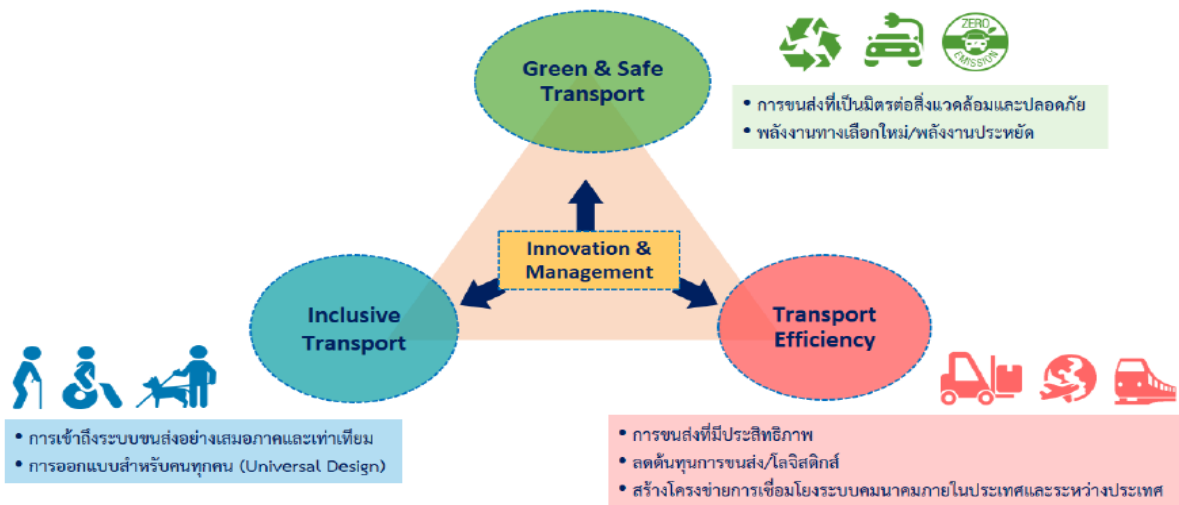 Green & Safe
Transport
ZERO
EMISSION
• การขนส่งที่เป็นมิตรต่อสิ่งแวดล้อมและปลอดภัย
• พลังงานทางเลือกใหม่/พลังงานประหยัด
Innovation &
Management
Inclusive
Transport
Transport
Efficiency
• การเข้าถึงระบบขนส่งอย่างเสมอภาคและเท่าเทียม
• การออกแบบสำหรับคนทุกคน (Universal Design)
• การขนส่งที่มีประสิทธิภาพ
• ลดต้นทุนการขนส่ง/โลจิสติกส์
• สร้างโครงข่ายการเชื่อมโยงระบบคมนาคมภายในประเทศและระหว่างประเทศ